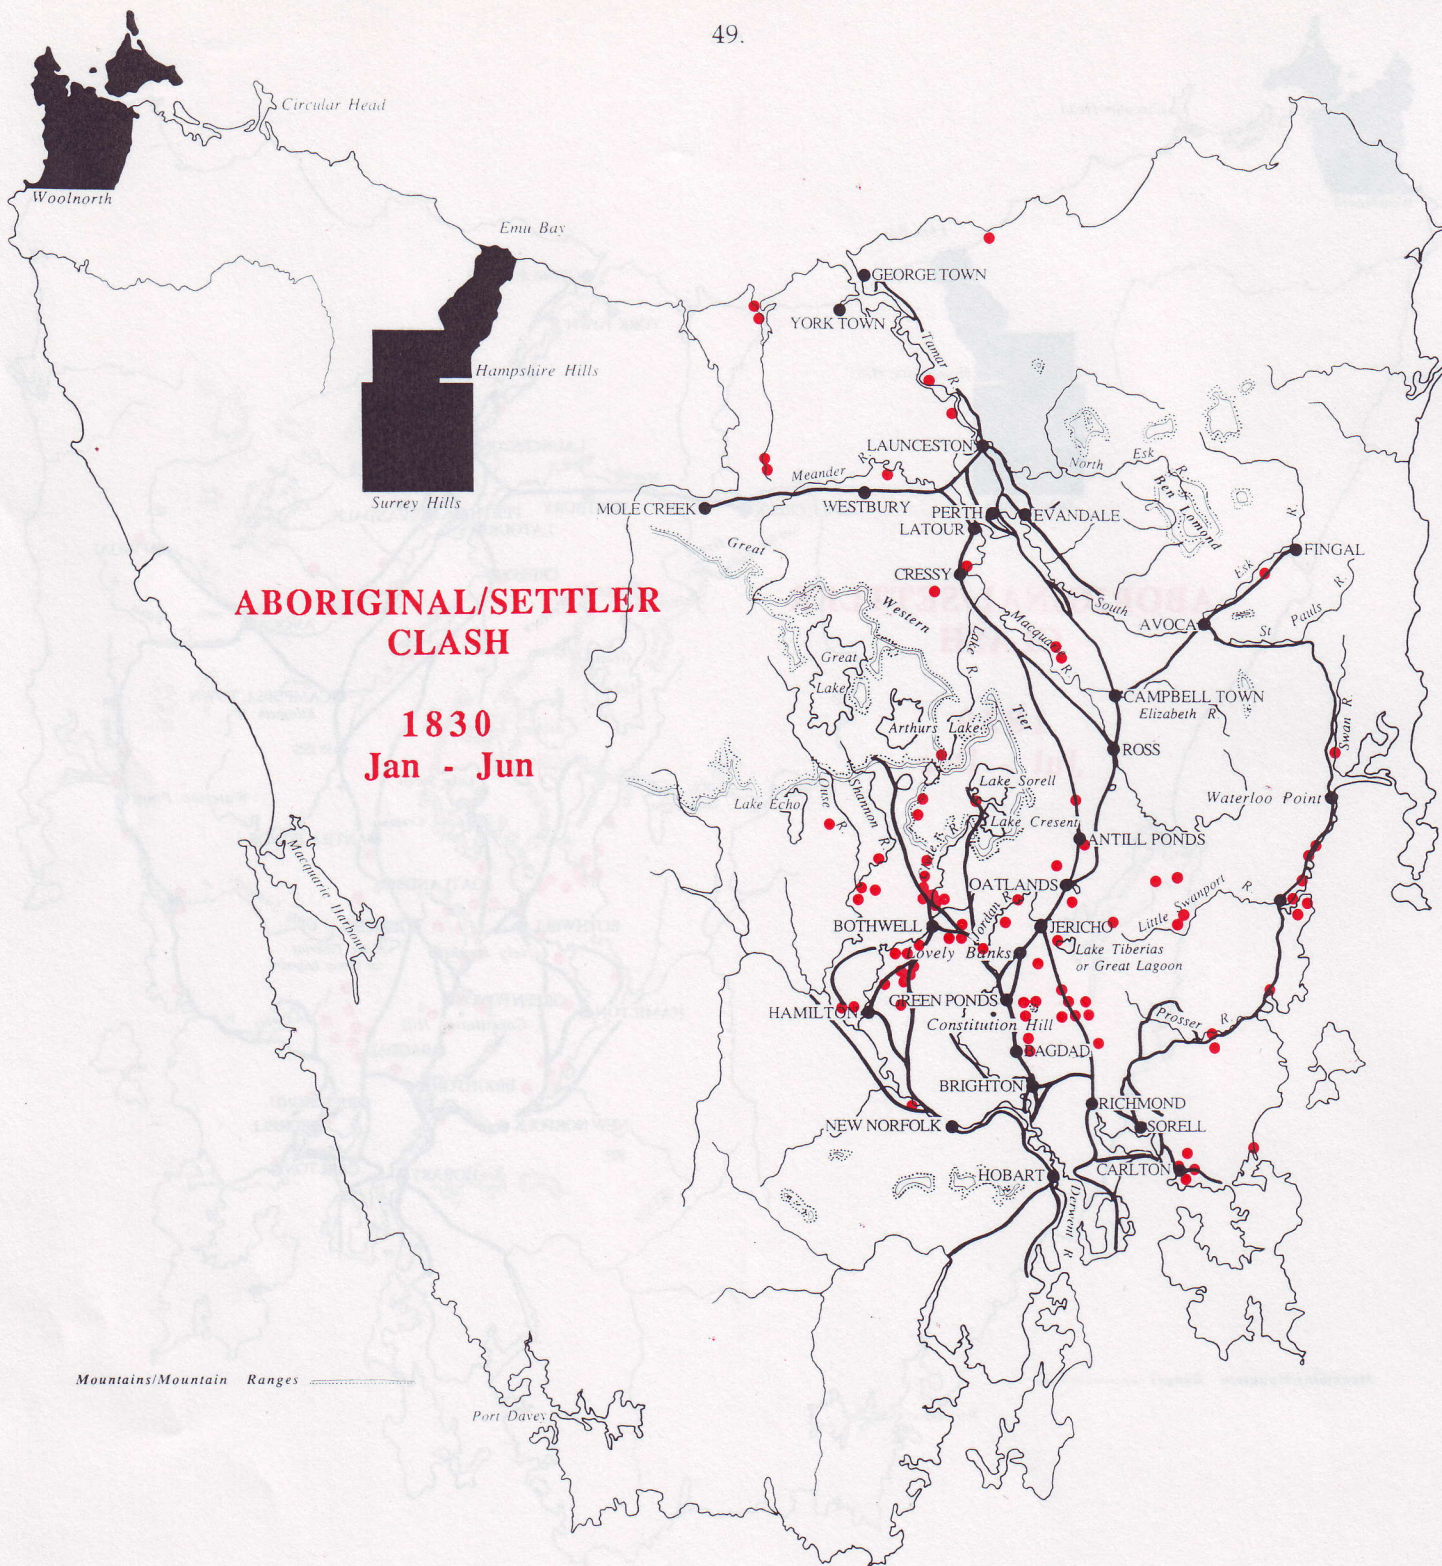 49.
Circular Head
Woolnorth
Emu Bay
GEORGE TOWN
YORK TOWN
Tamar R.
Hampshire Hills
LAUNCESTON
North Esk R.
Meander R.
Surrey Hills
MOLE CREEK
WESTBURY
PERTH
EVANDALE
LATOUR
Ben Lomond
Great Western Tier
FINGAL
CRESSY
South Esk R.
ABORIGINAL/SETTLER
CLASH
1830
Jan - Jun
Lake R.
Macquarie R.
AVOCA
St Pauls R.
Great
Lake
CAMPBELL TOWN
Elizabeth R
Arthurs Lake
Swan R.
ROSS
Lake Echo
Ouse R.
Shannon R.
Lake Sorell
Waterloo Point
Lake Cresent
ANTILL PONDS
OATLANDS
Little Swanport R.
Jordan R.
Macquarie Harbour
BOTHWELL
JERICHO
Lovely Banks
Lake Tiberias
or Great Lagoon
GREEN PONDS
HAMILTON
Constitution Hill
Prosser R.
BAGDAD
BRIGHTON
RICHMOND
NEW NORFOLK
SORELL
CARLTON
HOBART
Derwent R
Mountains/Mountain Ranges
Port Davey